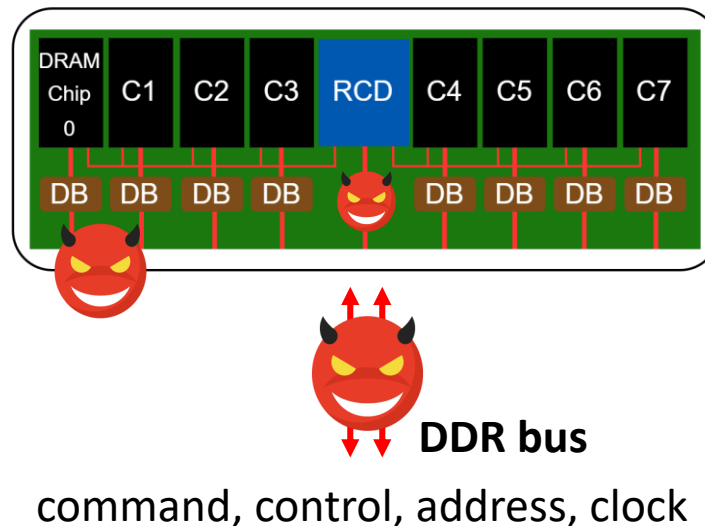 DRAM
Chip
0
C1 C2 C3 RCD C4 C5 C6 C7
DB DB DB DB DB DB DB DB
DDR bus
command, control, address, clock